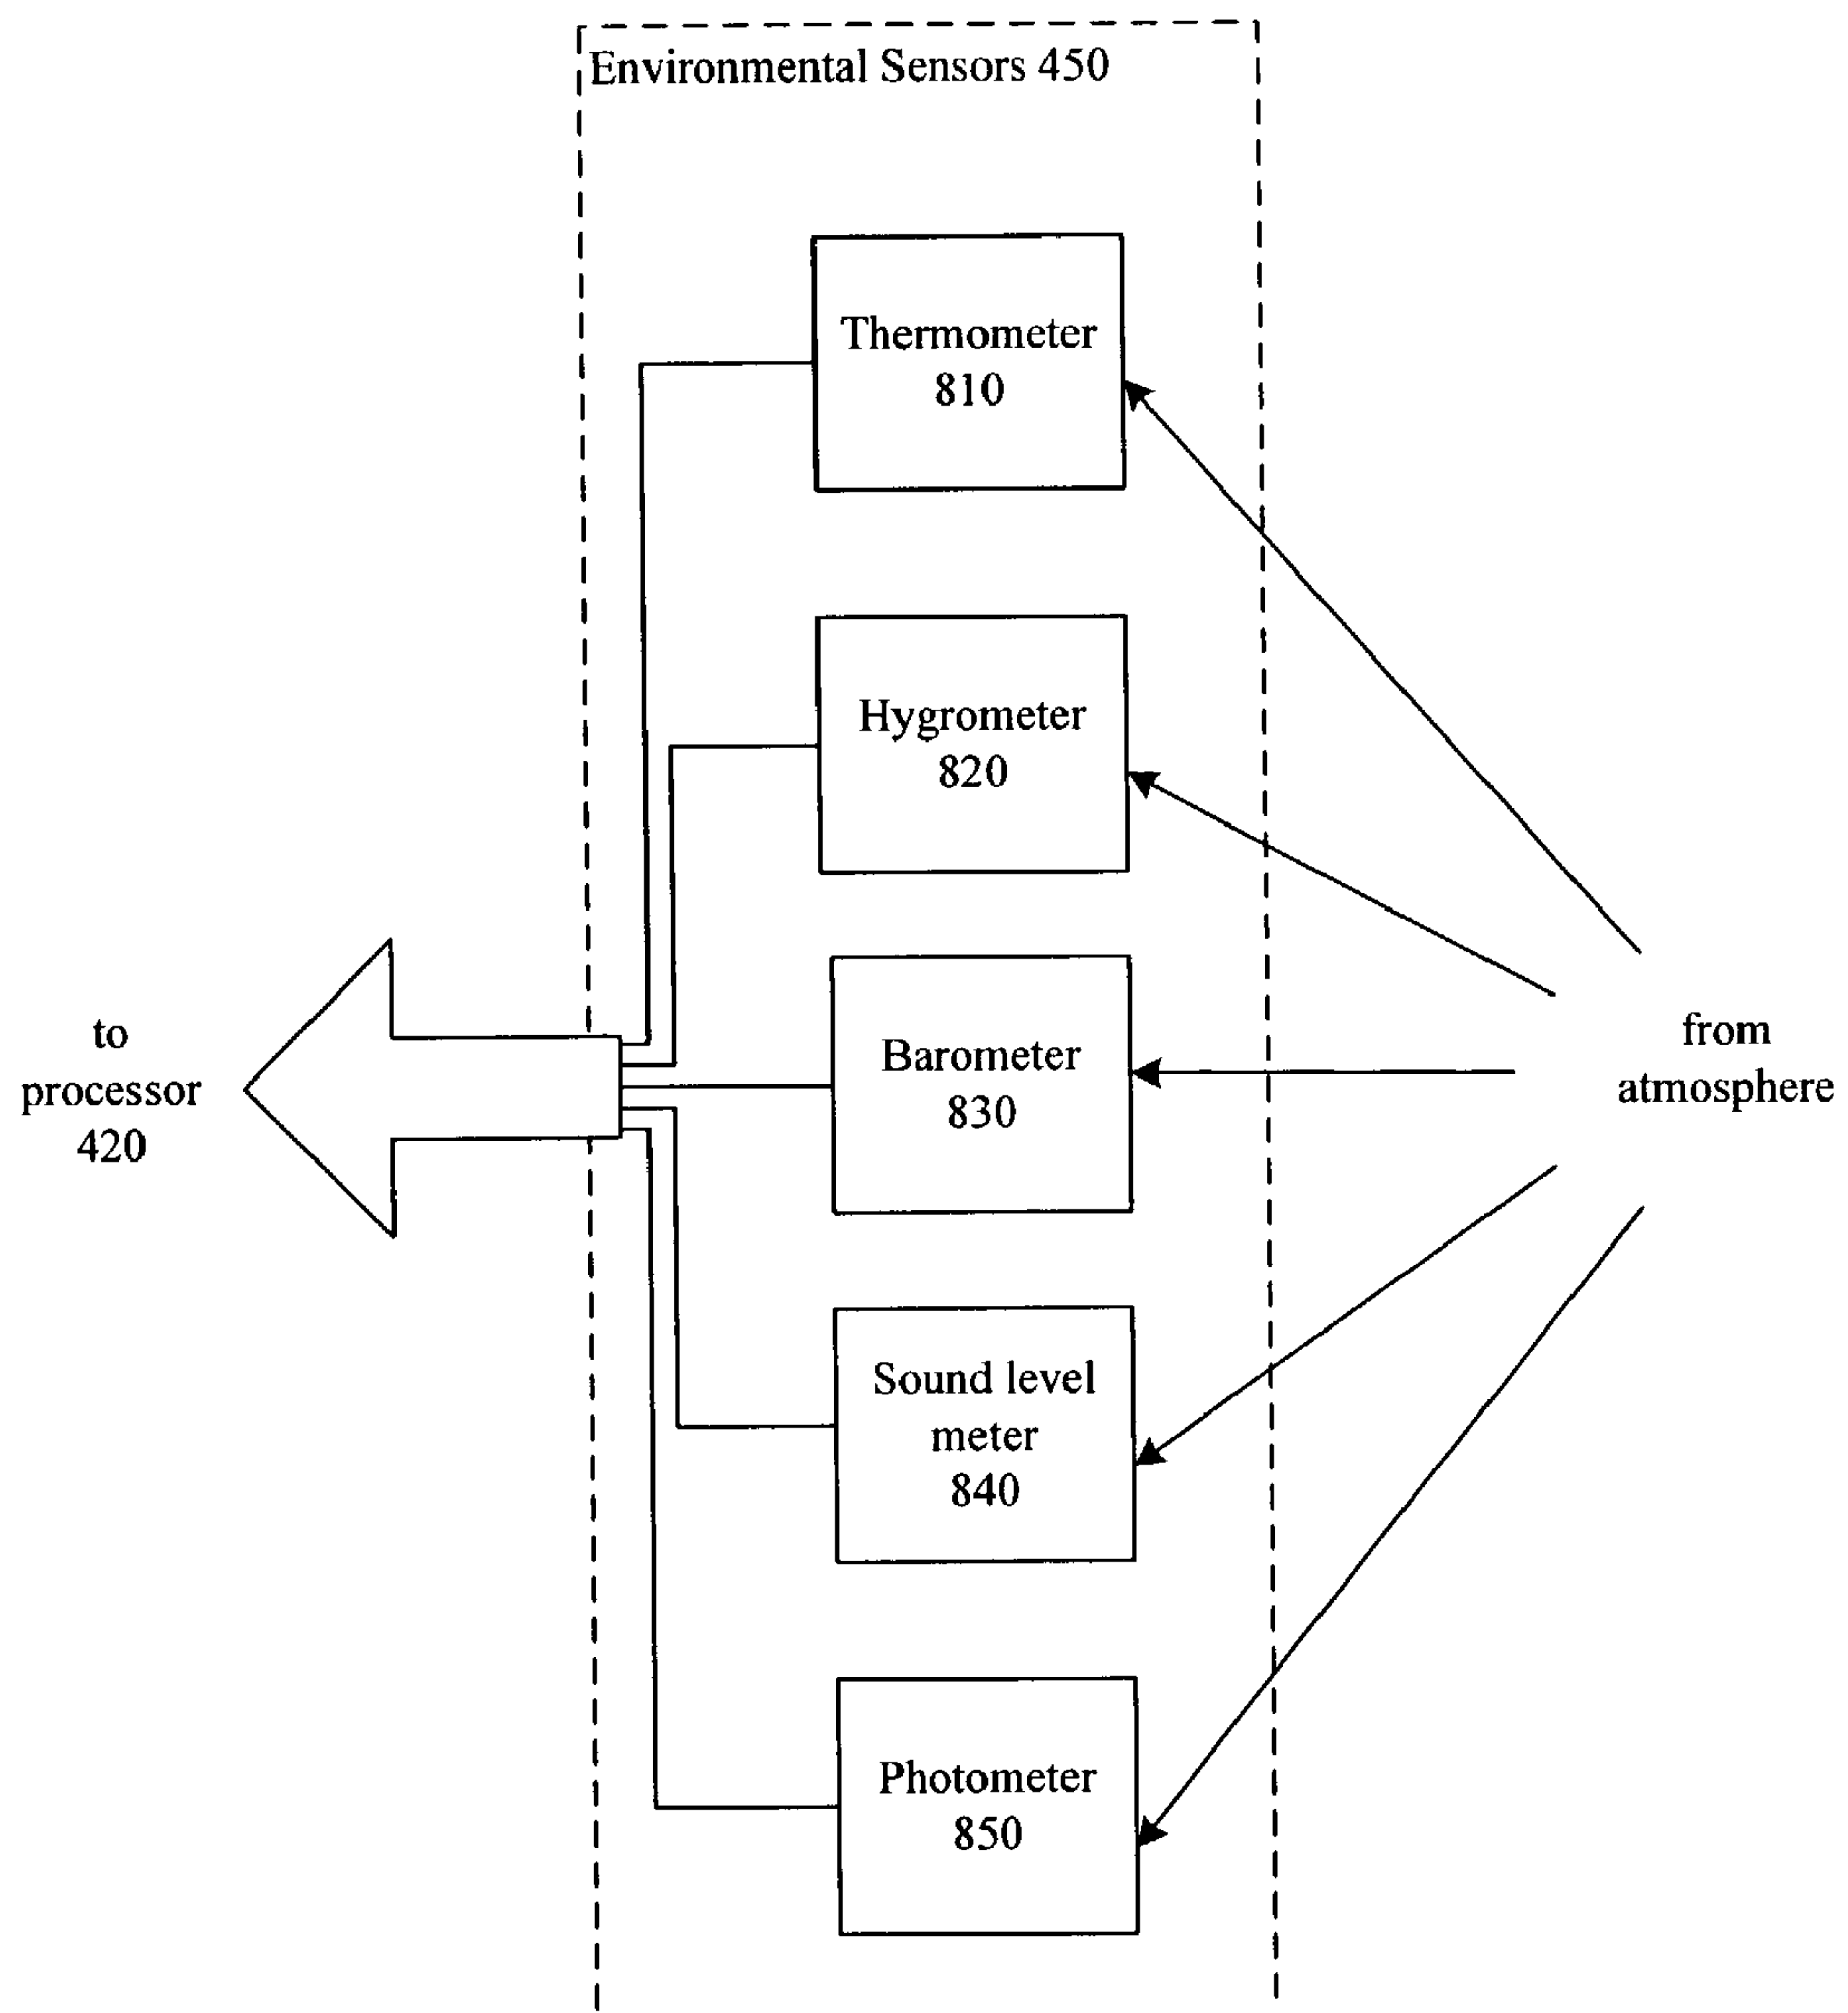 Environmental Sensors 450
Thermometer
810
Hygrometer
820
Barometer
830
Sound level
meter
840
Photometer
850
to
processor
420
from
atmosphere